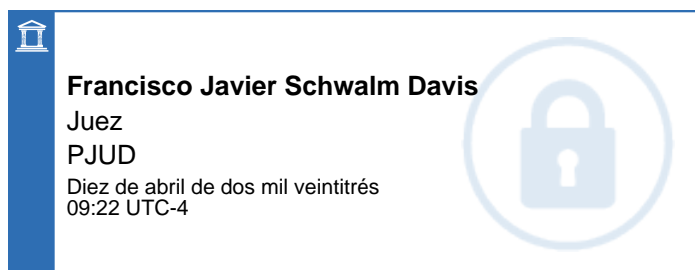 Francisco Javier Schwalm Davis
Juez
PJUD
Diez de abril de dos mil veintitrés
09:22 UTC-4